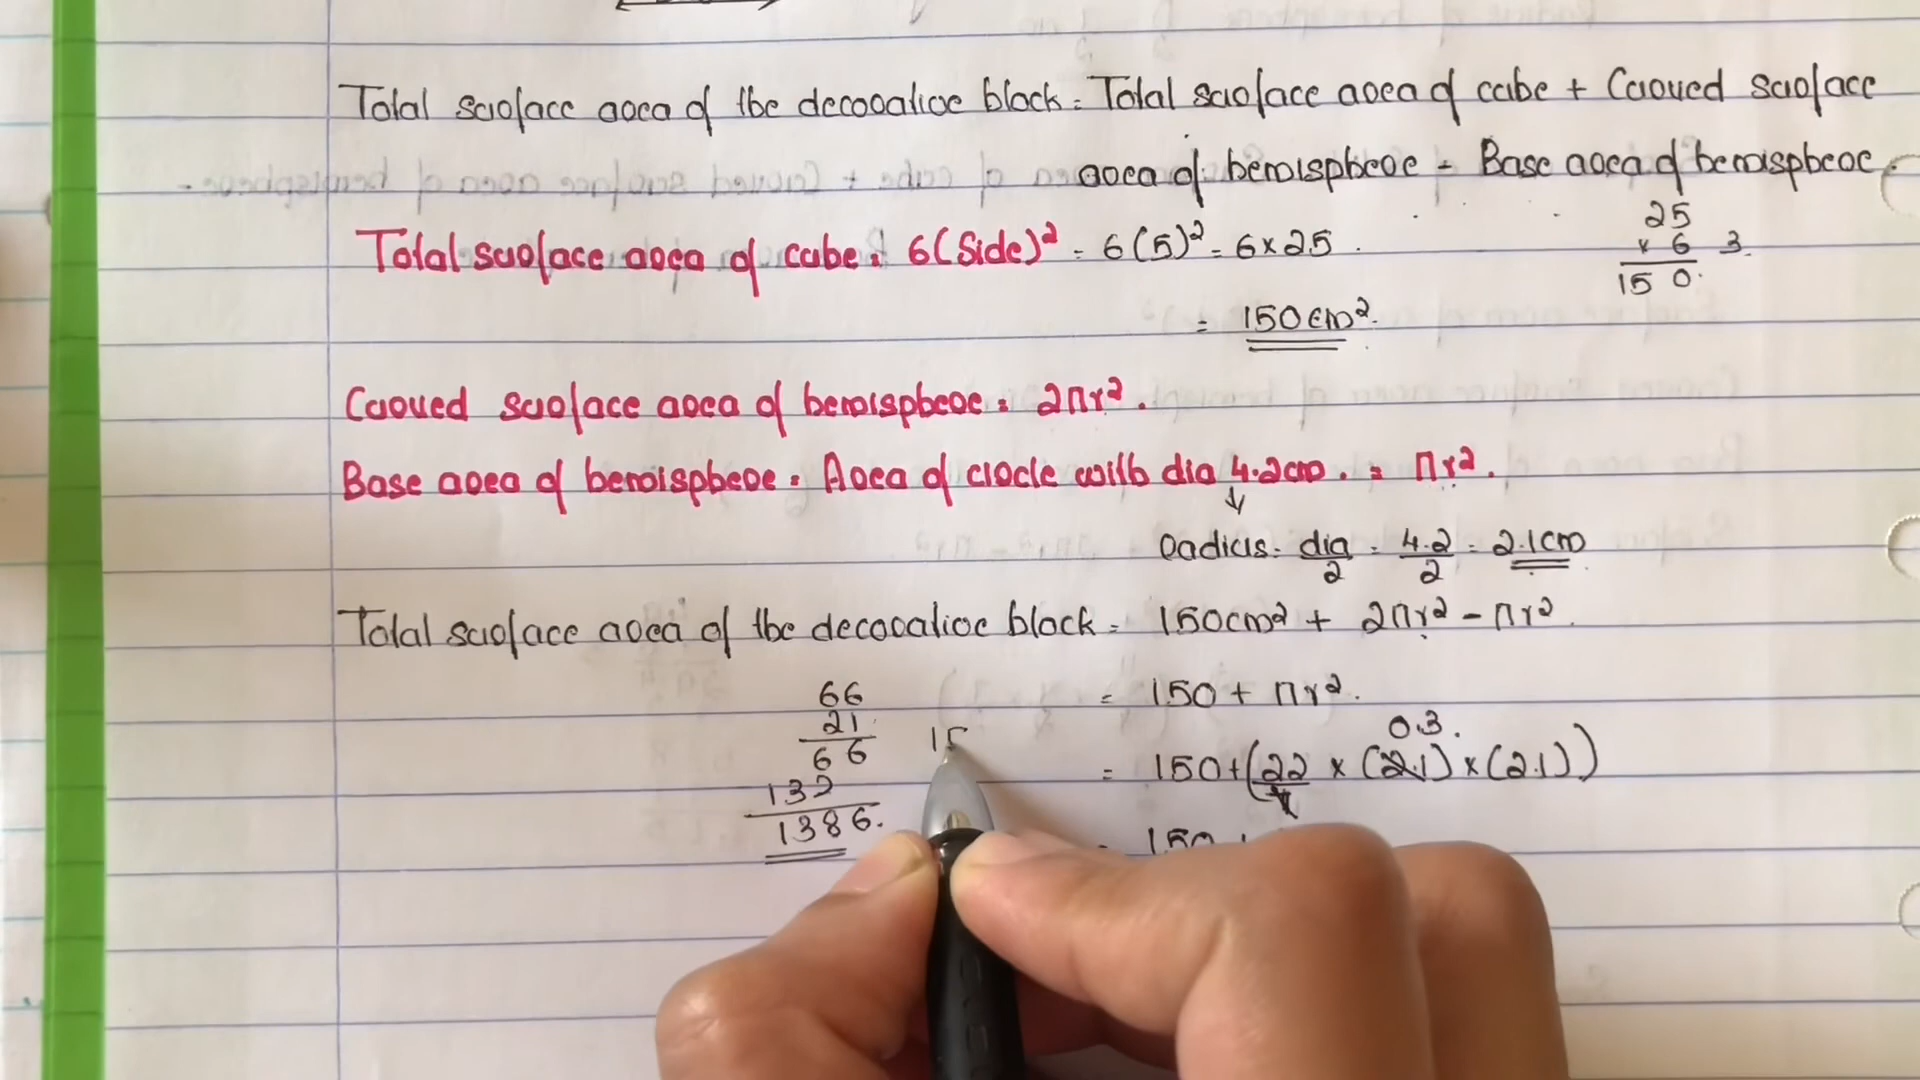 Total surface area of the decorative block = Total surface area of cube + Curved surface
area of hemisphere - Base area of hemisphere.
25
× 6 3.
150.
Total surface area of cube = 6(Side)² = 6(5)² = 6×25.
= 150cm².
Curved surface area of hemisphere = 2πr².
Base area of hemisphere = Area of circle with dia 4.2cm. = πr².
↓
Radius = dia/2 = 4.2/2 = 2.1cm
Total surface area of the decorative block = 150cm² + 2πr² - πr².
= 150 + πr².
0.3.
= 150+(22/7 × (2.1) × (2.1))
= 150 +
66
21
66
132
1386.
15